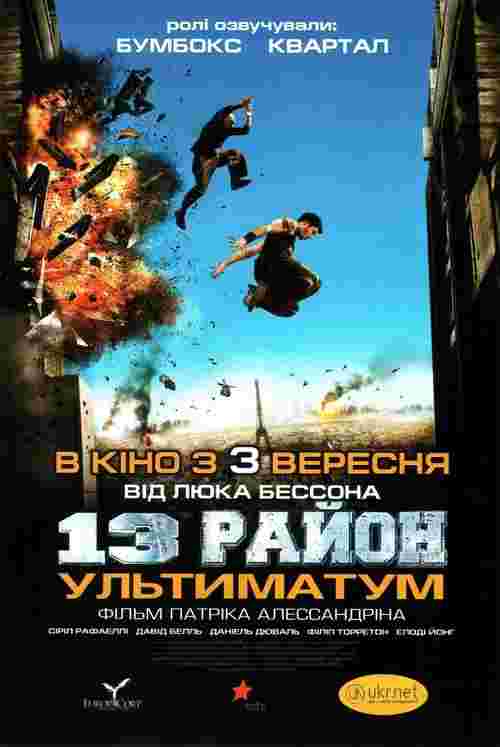 ролі озвучували:
БУМБОКС КВАРТАЛ
В КІНО З 3 ВЕРЕСНЯ
ВІД ЛЮКА БЕССОНА
13 РАЙОН
УЛЬТИМАТУМ
ФІЛЬМ ПАТРІКА АЛЕССАНДРІНА
СІРІЛ РАФАЕЛЛІ ДАВІД БЕЛЛЬ ДАНІЕЛЬ ДЮВАЛЬ ФІЛІП ТОРРЕТОН ЕЛОДІ ЙОНГ
EUROPACORP
ukr.net